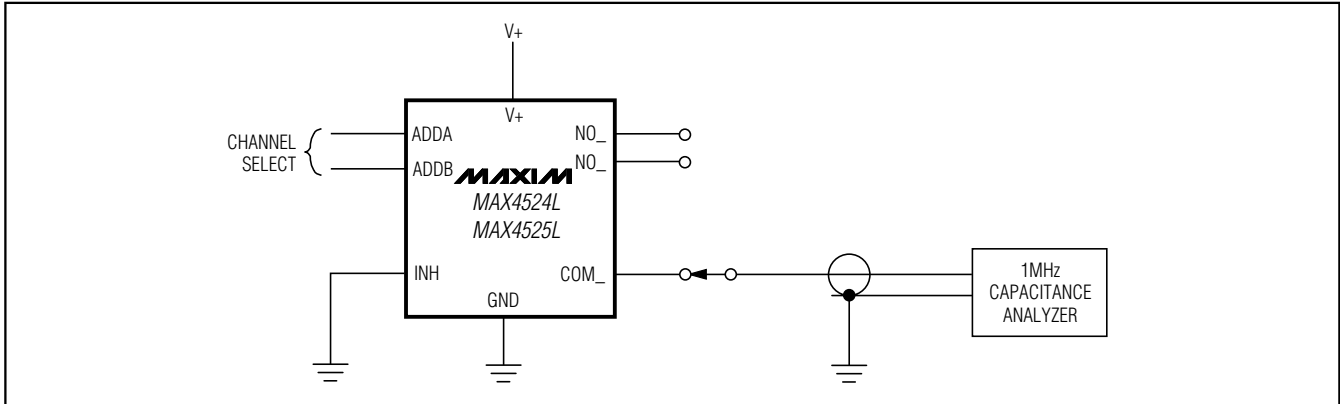 V+
V+
CHANNEL
SELECT
ADDA
ADDB
NO_
NO_
MAXIM
MAX4524L
MAX4525L
INH
COM_
GND
1MHz
CAPACITANCE
ANALYZER